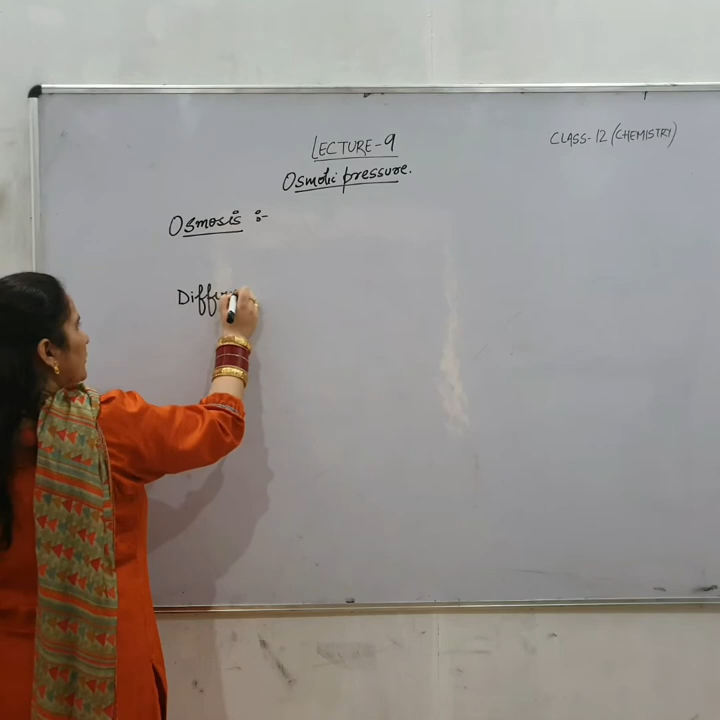 LECTURE-9
CLASS-12 (CHEMISTRY)
Osmotic pressure.
Osmosis :-